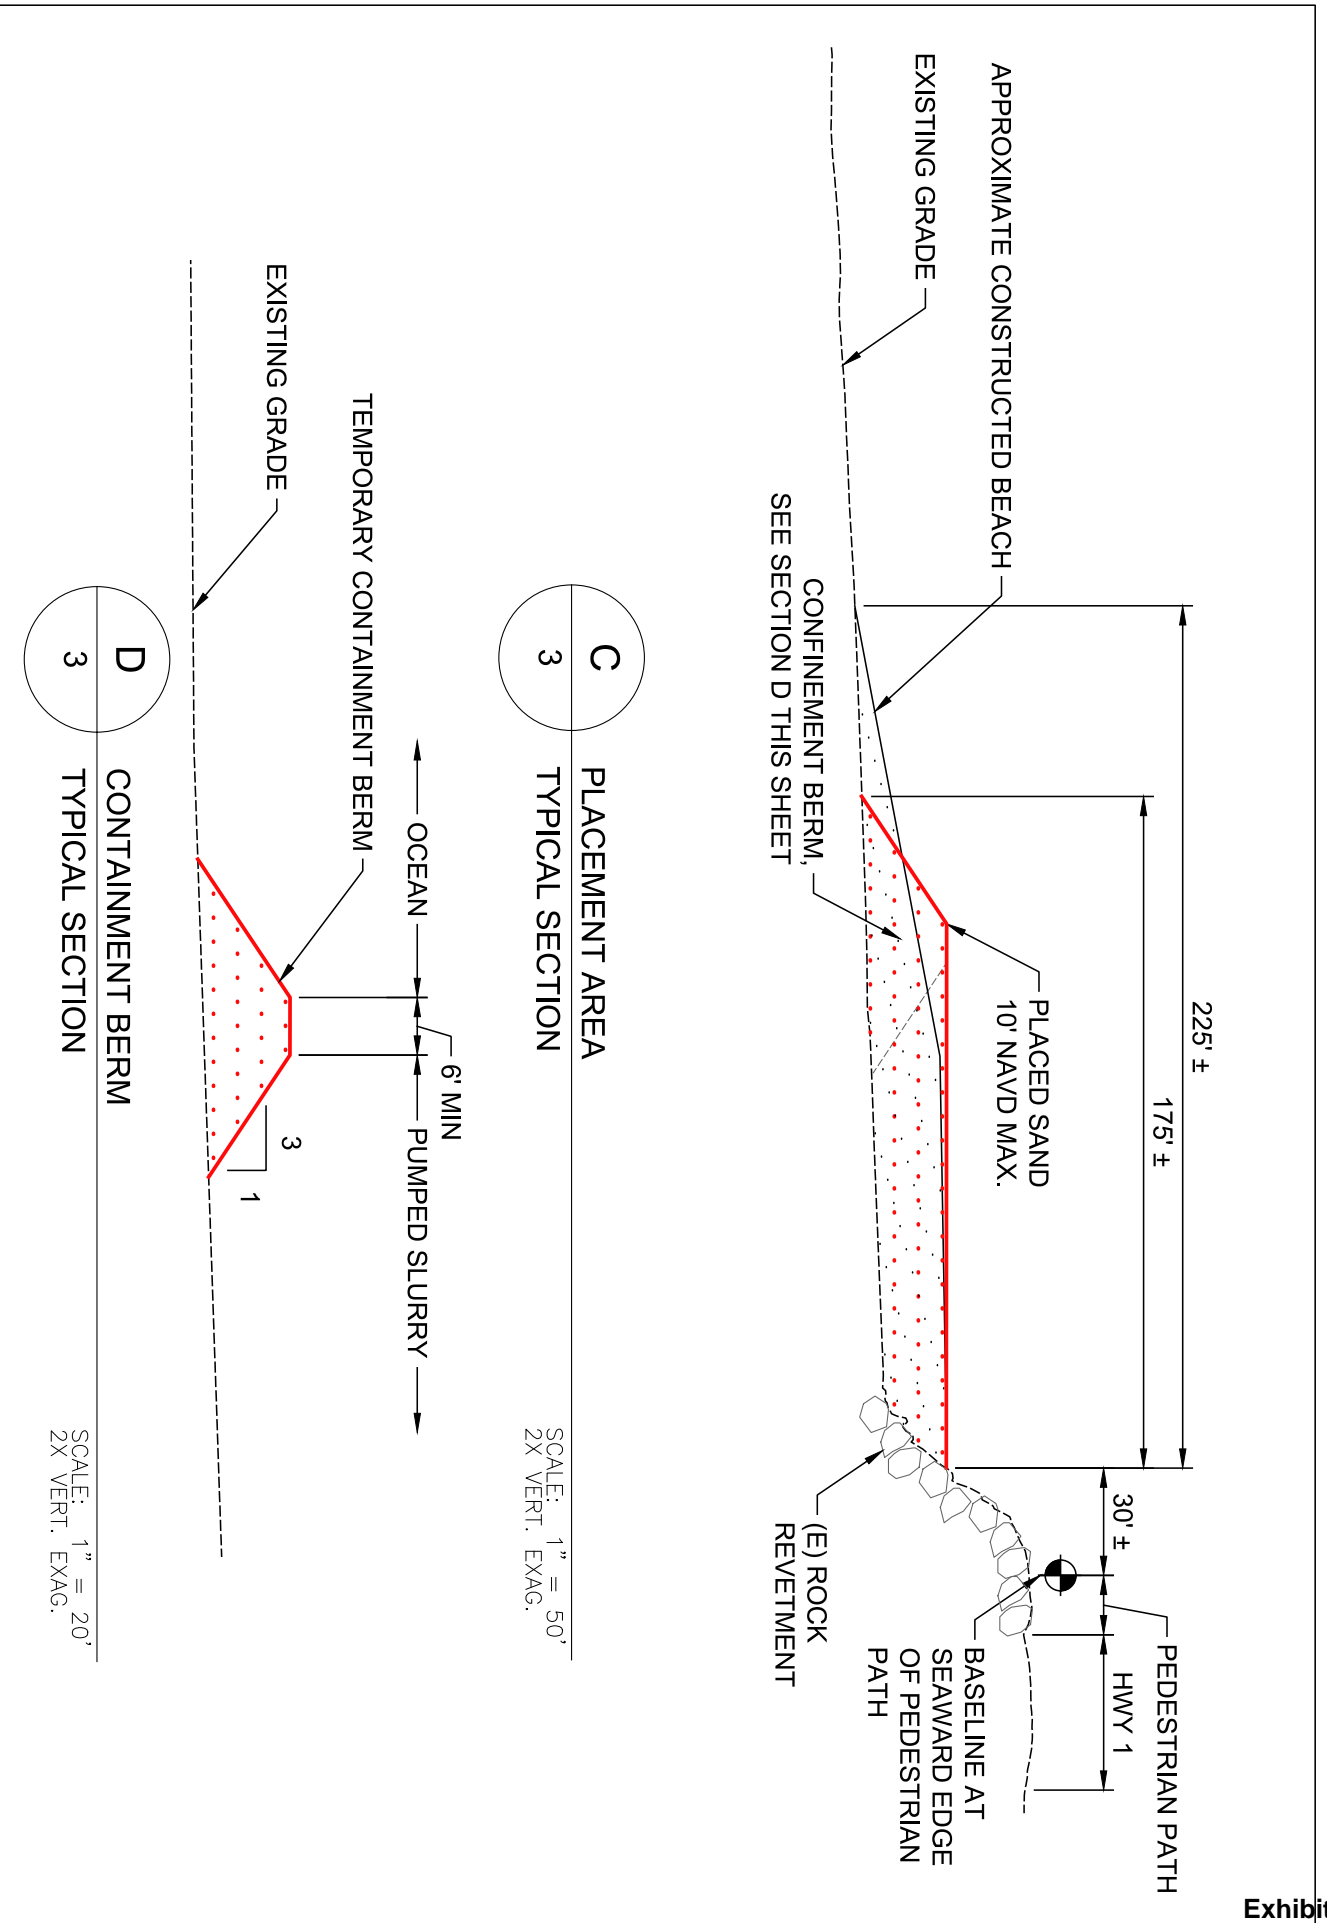 225' ±
175' ±
30' ±
PEDESTRIAN PATH
HWY 1
APPROXIMATE CONSTRUCTED BEACH
EXISTING GRADE
PLACED SAND
10' NAVD MAX.
BASELINE AT
SEAWARD EDGE
OF PEDESTRIAN
PATH
CONFINEMENT BERM,
SEE SECTION D THIS SHEET
(E) ROCK
REVETMENT
C
3
PLACEMENT AREA
TYPICAL SECTION
SCALE: 1" = 50'
2X VERT. EXAG.
6' MIN
OCEAN
PUMPED SLURRY
TEMPORARY CONTAINMENT BERM
EXISTING GRADE
3
1
D
3
CONTAINMENT BERM
TYPICAL SECTION
SCALE: 1" = 20'
2X VERT. EXAG.
Exhibit